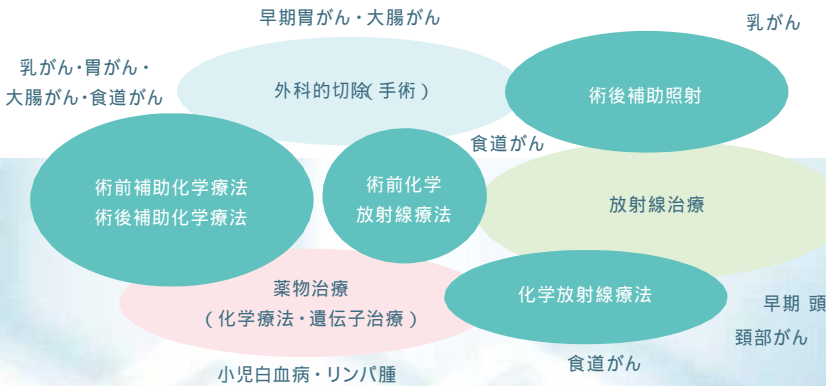 早期胃がん・大腸がん
乳がん
乳がん・胃がん・
大腸がん・食道がん
外科的切除(手術)
術後補助照射
食道がん
術前補助化学療法
術後補助化学療法
術前化学
放射線療法
放射線治療
薬物治療
(化学療法・遺伝子治療)
化学放射線療法
早期 頭
頚部がん
食道がん
小児白血病・リンパ腫